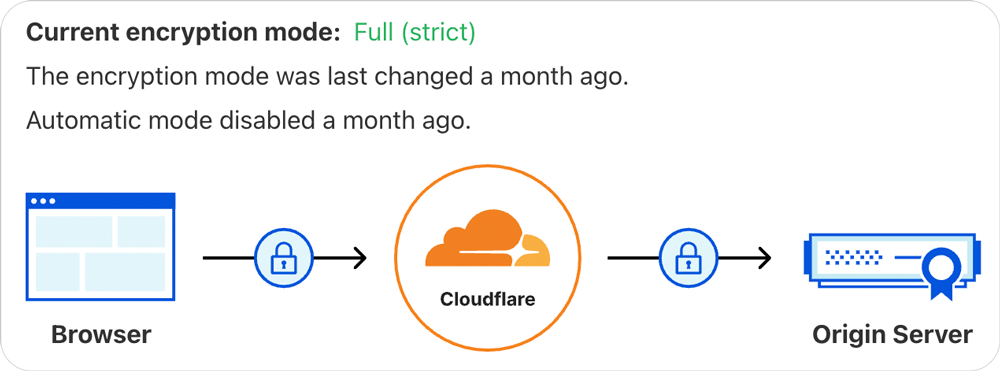 Current encryption mode: Full (strict)
The encryption mode was last changed a month ago.
Automatic mode disabled a month ago.
Cloudflare
Browser
Origin Server